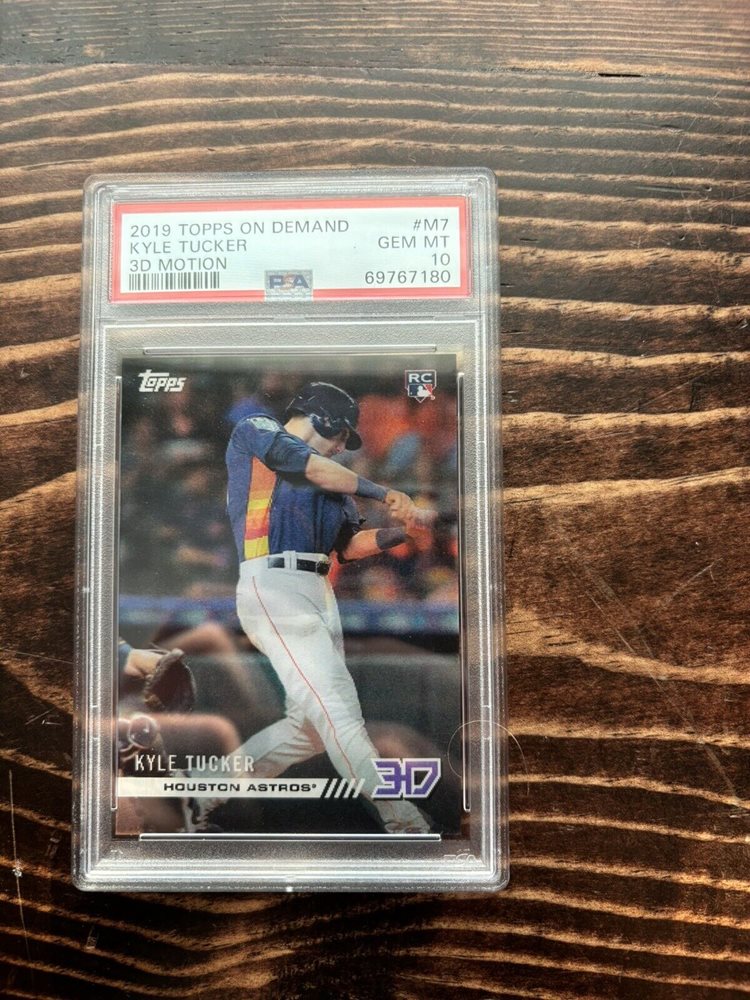 2019 TOPPS ON DEMAND #M7
KYLE TUCKER GEM MT
3D MOTION 10
PSA 69767180
Topps
RC
KYLE TUCKER
HOUSTON ASTROS®
3D